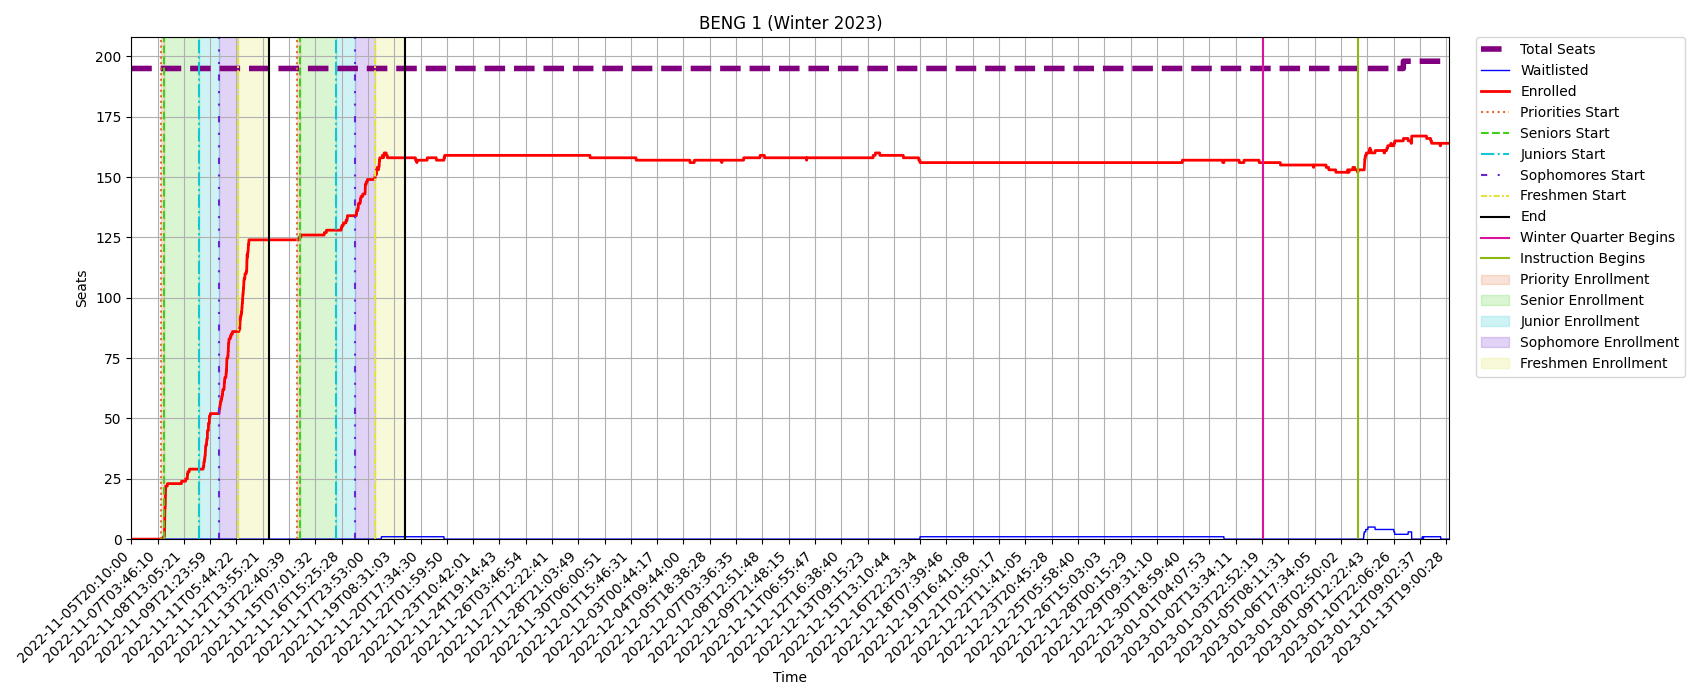 BENG 1 (Winter 2023)
200
175
150
125
100
75
50
25
0
Seats
2022-11-05T20:10:00
2022-11-07T03:46:10
2022-11-08T13:05:21
2022-11-09T21:23:59
2022-11-11T05:44:22
2022-11-12T13:55:21
2022-11-13T22:40:39
2022-11-15T07:01:32
2022-11-16T15:25:28
2022-11-17T23:53:00
2022-11-19T08:31:03
2022-11-20T17:34:30
2022-11-22T01:59:50
2022-11-23T10:42:01
2022-11-24T19:14:43
2022-11-26T03:46:54
2022-11-27T12:22:41
2022-11-28T21:03:49
2022-11-30T06:00:51
2022-12-01T15:46:31
2022-12-03T00:44:17
2022-12-04T09:44:00
2022-12-05T18:38:28
2022-12-07T03:36:35
2022-12-08T12:51:48
2022-12-09T21:48:15
2022-12-11T06:55:47
2022-12-12T16:38:40
2022-12-13T09:15:23
2022-12-15T13:10:44
2022-12-16T22:23:34
2022-12-18T07:39:46
2022-12-19T16:41:08
2022-12-21T01:50:17
2022-12-22T11:41:05
2022-12-23T20:45:28
2022-12-25T05:58:40
2022-12-26T15:03:03
2022-12-28T00:15:29
2022-12-29T09:31:10
2022-12-30T18:59:40
2023-01-01T04:07:53
2023-01-02T13:34:11
2023-01-03T22:52:19
2023-01-05T08:11:31
2023-01-06T17:34:05
2023-01-08T02:50:02
2023-01-09T12:22:43
2023-01-10T22:06:26
2023-01-12T09:02:37
2023-01-13T19:00:28
Time
Total Seats
Waitlisted
Enrolled
Priorities Start
Seniors Start
Juniors Start
Sophomores Start
Freshmen Start
End
Winter Quarter Begins
Instruction Begins
Priority Enrollment
Senior Enrollment
Junior Enrollment
Sophomore Enrollment
Freshmen Enrollment